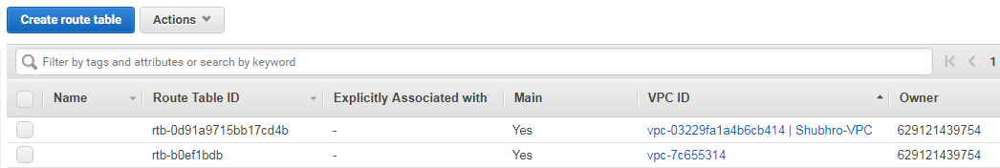 Create route table Actions
Filter by tags and attributes or search by keyword 1
Name Route Table ID Explicitly Associated with Main VPC ID Owner
rtb-0d91a9715bb17cd4b - Yes vpc-03229fa1a4b6cb414 | Shubhro-VPC 629121439754
rtb-b0ef1bdb - Yes vpc-7c655314 629121439754